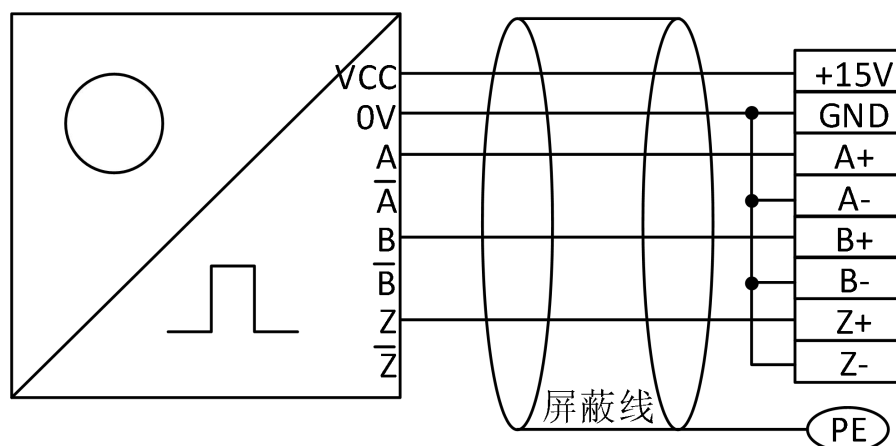 VCC
0V
A
A̅
B
B̅
Z
Z̅
+15V
GND
A+
A-
B+
B-
Z+
Z-
屏蔽线
PE